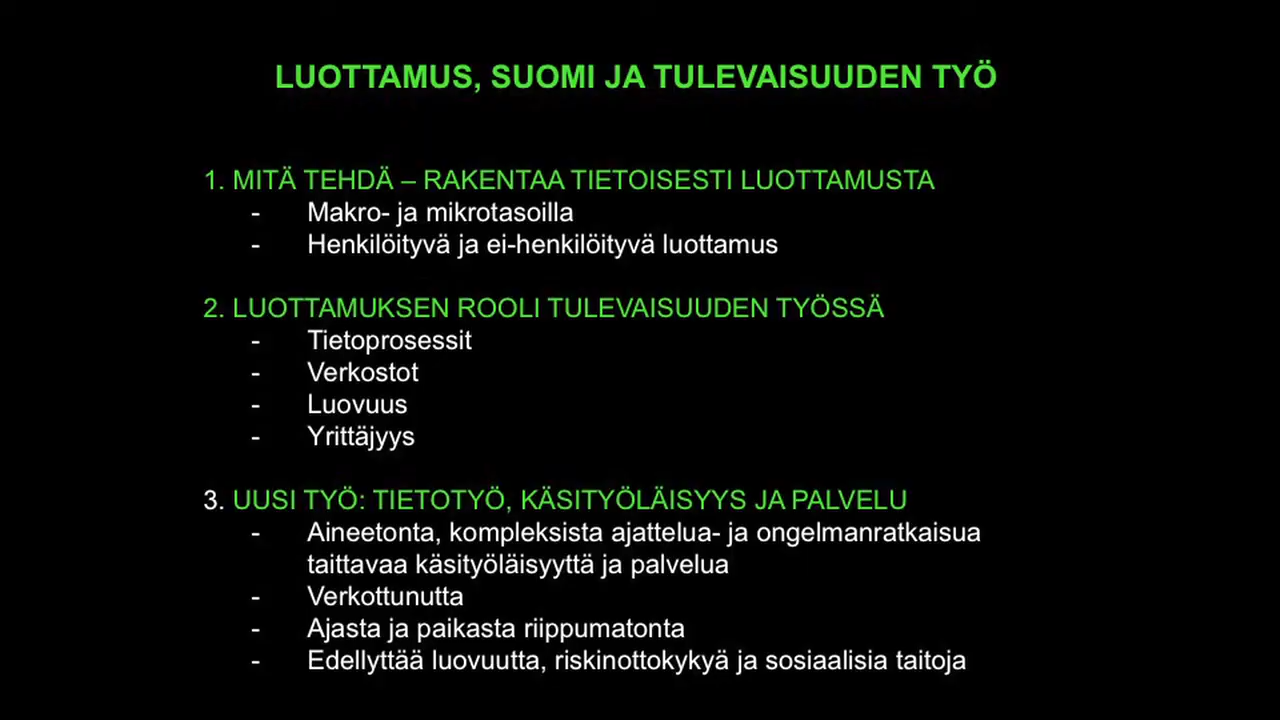 LUOTTAMUS, SUOMI JA TULEVAISUUDEN TYÖ
1. MITÄ TEHDÄ – RAKENTAA TIETOISESTI LUOTTAMUSTA
- Makro- ja mikrotasoilla
- Henkilöityvä ja ei-henkilöityvä luottamus
2. LUOTTAMUKSEN ROOLI TULEVAISUUDEN TYÖSSÄ
- Tietoprosessit
- Verkostot
- Luovuus
- Yrittäjyys
3. UUSI TYÖ: TIETOTYÖ, KÄSITYÖLÄISYYS JA PALVELU
- Aineetonta, kompleksista ajattelua- ja ongelmanratkaisua
taittavaa käsityöläisyyttä ja palvelua
- Verkottunutta
- Ajasta ja paikasta riippumatonta
- Edellyttää luovuutta, riskinottokykyä ja sosiaalisia taitoja